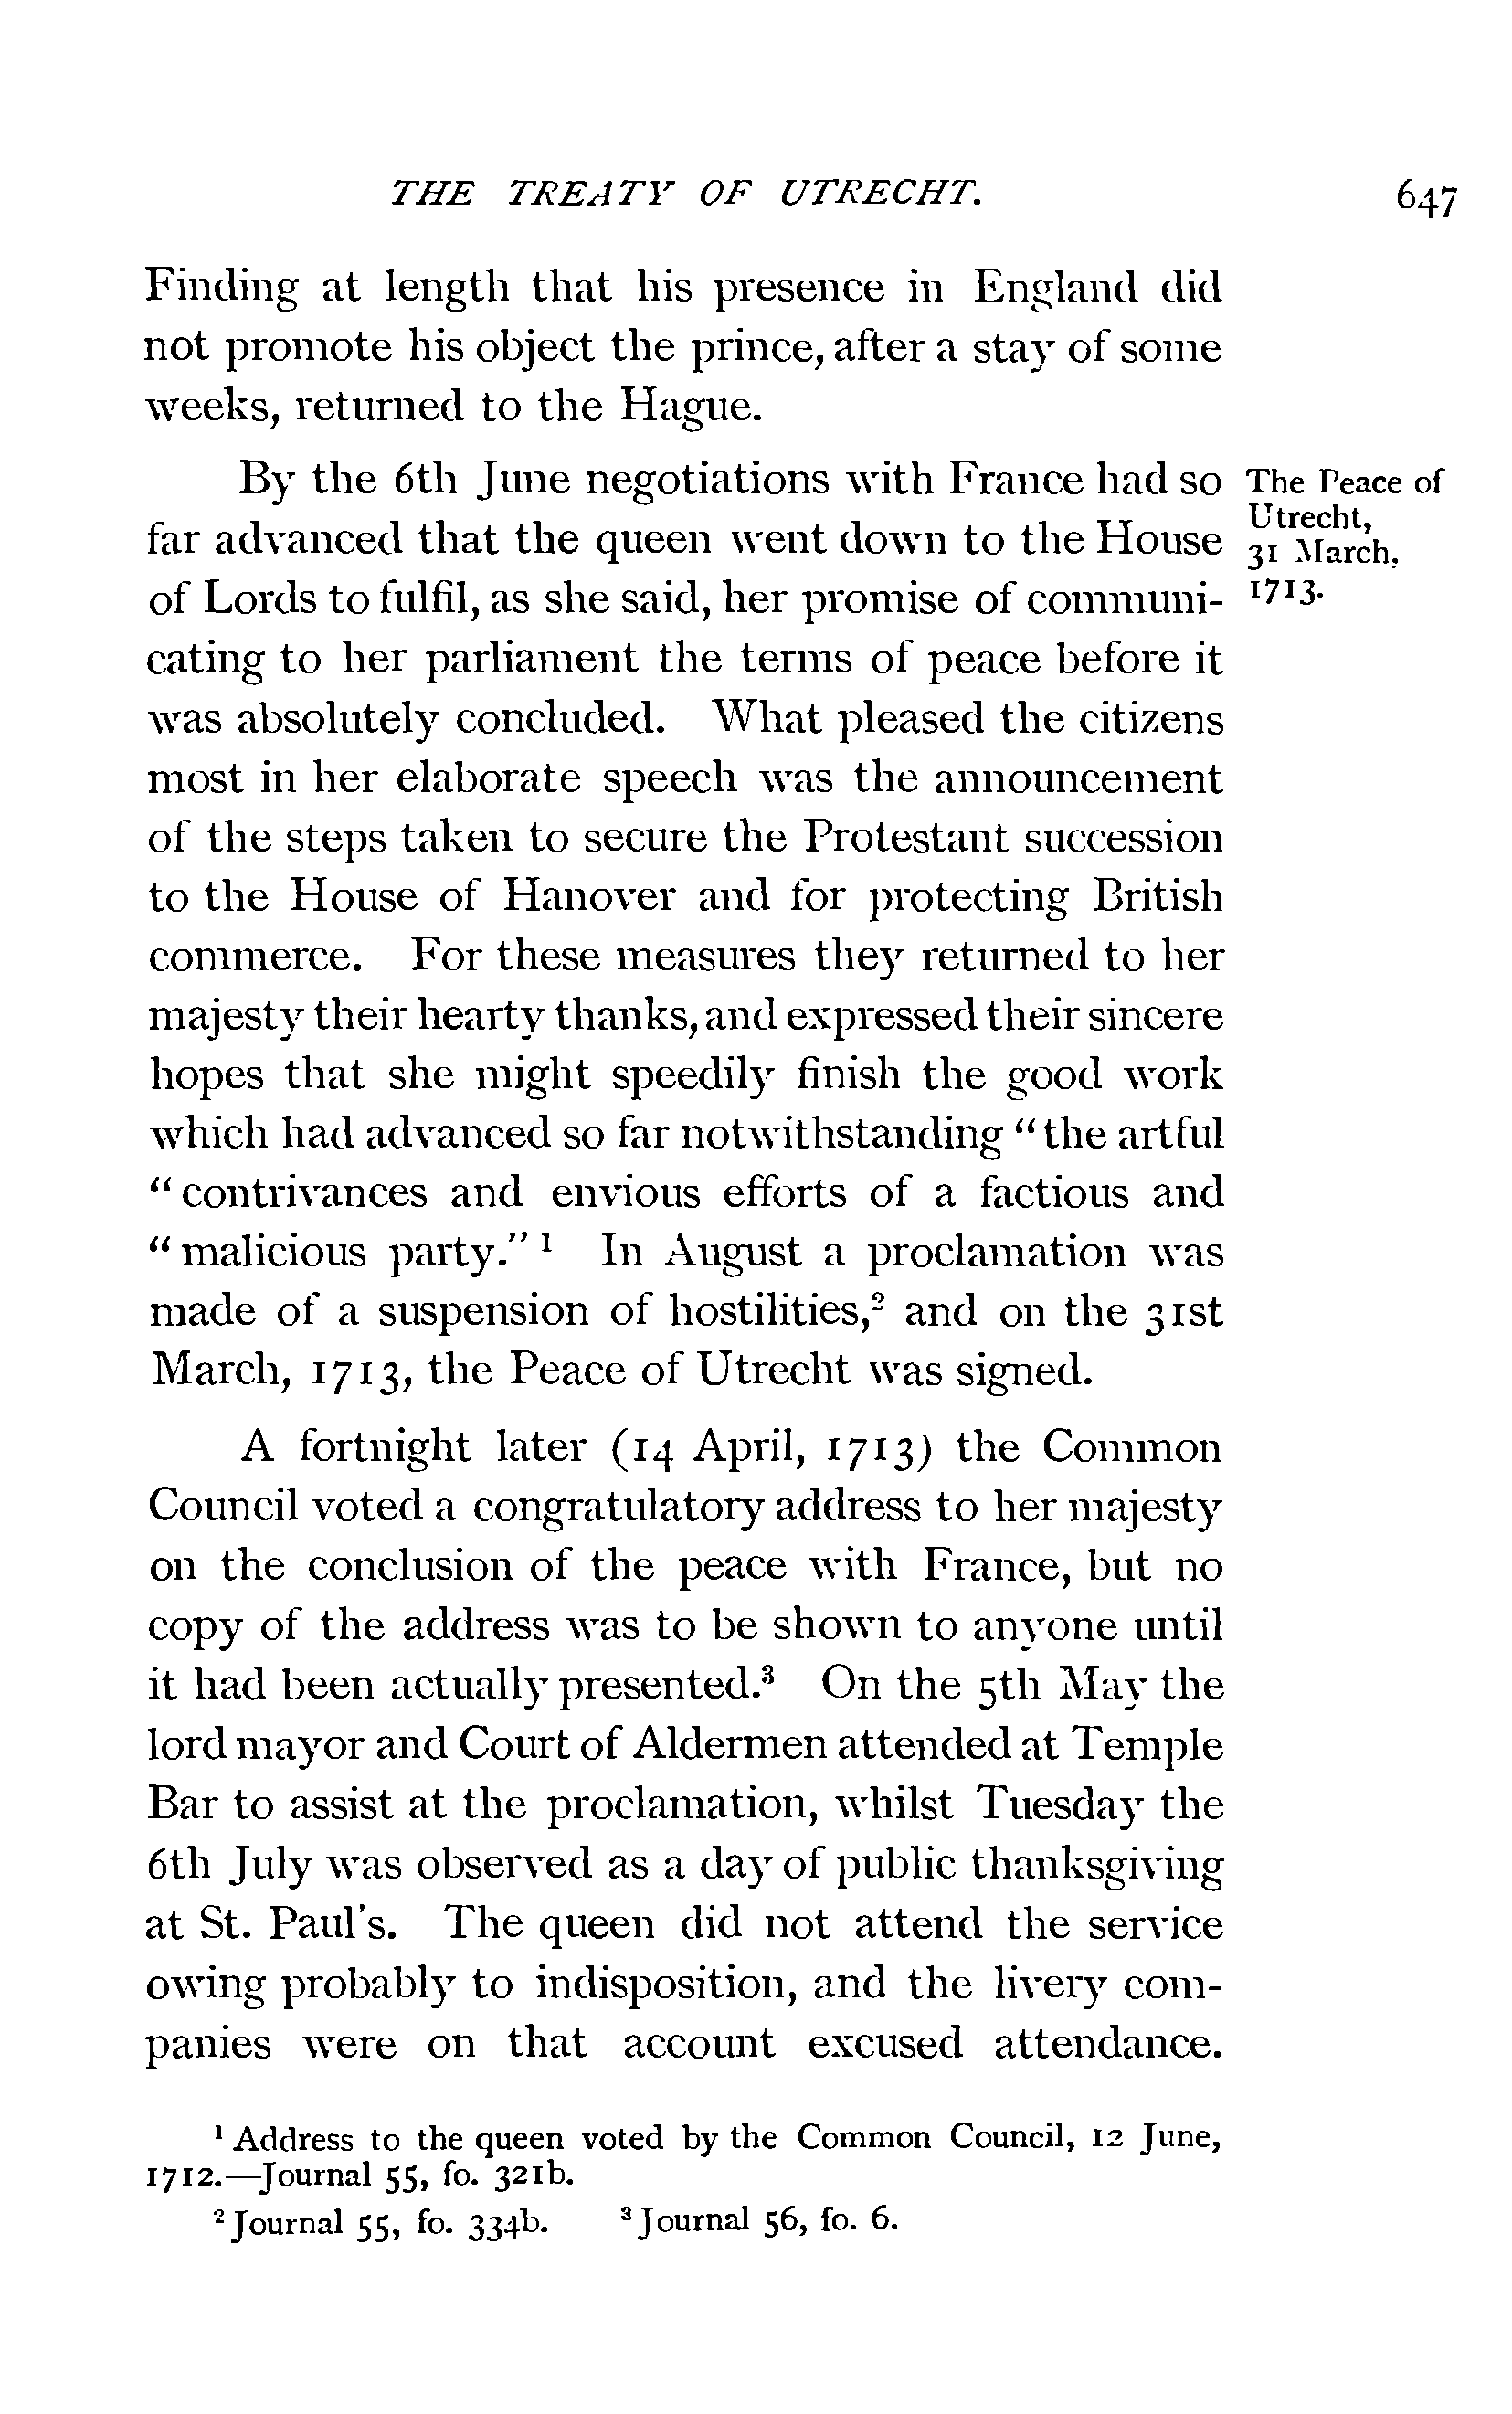 THE TREATY OF UTRECHT. 647
Finding at length that his presence in England did
not promote his object the prince, after a stay of some
weeks, returned to the Hague.
By the 6th June negotiations with France had so
far advanced that the queen went down to the House
of Lords to fulfil, as she said, her promise of communi-
cating to her parliament the terms of peace before it
was absolutely concluded. What pleased the citizens
most in her elaborate speech was the announcement
of the steps taken to secure the Protestant succession
to the House of Hanover and for protecting British
commerce. For these measures they returned to her
majesty their hearty thanks, and expressed their sincere
hopes that she might speedily finish the good work
which had advanced so far notwithstanding "the artful
"contrivances and envious efforts of a factious and
"malicious party." ¹ In August a proclamation was
made of a suspension of hostilities,² and on the 31st
March, 1713, the Peace of Utrecht was signed.
The Peace of
Utrecht,
31 March,
1713.
A fortnight later (14 April, 1713) the Common
Council voted a congratulatory address to her majesty
on the conclusion of the peace with France, but no
copy of the address was to be shown to anyone until
it had been actually presented.³ On the 5th May the
lord mayor and Court of Aldermen attended at Temple
Bar to assist at the proclamation, whilst Tuesday the
6th July was observed as a day of public thanksgiving
at St. Paul's. The queen did not attend the service
owing probably to indisposition, and the livery com-
panies were on that account excused attendance.
¹ Address to the queen voted by the Common Council, 12 June,
1712.—Journal 55, fo. 321b.
² Journal 55, fo. 334b. ³ Journal 56, fo. 6.